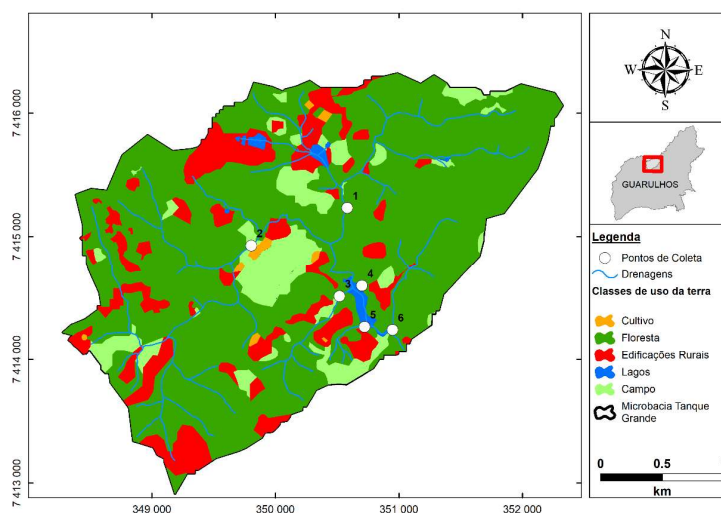 7 416 000
7 415 000
7 414 000
7 413 000
349 000
350 000
351 000
352 000
1
2
3
4
5
6
N
W
E
S
GUARULHOS
Legenda
Pontos de Coleta
Drenagens
Classes de uso da terra
Cultivo
Floresta
Edificações Rurais
Lagos
Campo
Microbacia Tanque
Grande
0
0.5
km